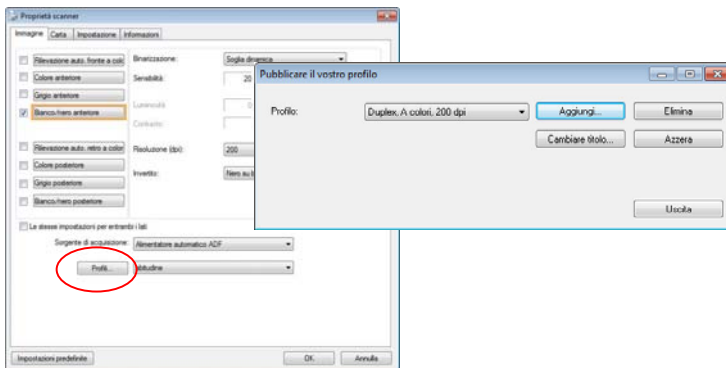 Proprietà scanner
Immagine Carta Impostazione Informazioni
Rilevazione auto. fronte a colo
Colore anteriore
Grigio anteriore
Bianco/nero anteriore
Rilevazione auto. retro a color
Colore posteriore
Grigio posteriore
Bianco/nero posteriore
Binarizzazione: Soglia dinamica
Sensibilità: 20
Luminosità: 0
Contrasto:
Risoluzione (dpi): 200
Invertito: Nero su b
Le stesse impostazioni per entrambi i lati
Sorgente di acquisizione: Alimentatore automatico ADF
Profili... abitudine
Impostazioni predefinite OK Annulla
Pubblicare il vostro profilo
Profilo: Duplex, A colori, 200 dpi Aggiungi... Elimina
Cambiare titolo... Azzera
Uscita